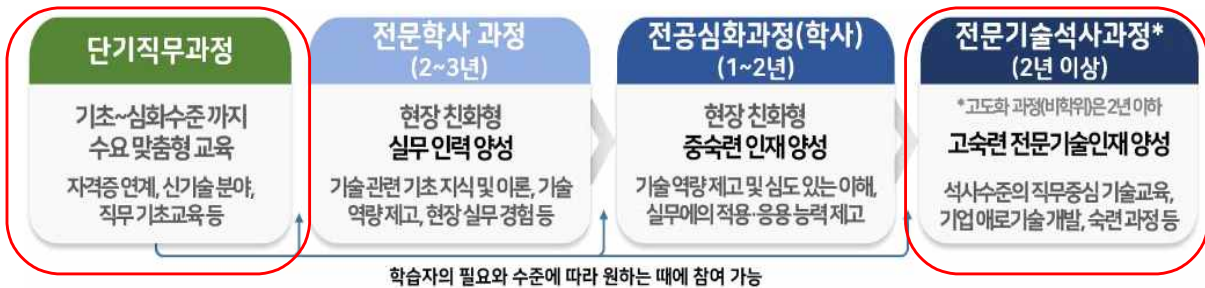 단기직무과정
기초~심화수준 까지
수요 맞춤형 교육
자격증 연계, 신기술 분야,
직무 기초교육 등
전문학사 과정
(2~3년)
현장 친화형
실무 인력 양성
기술 관련 기초 지식 및 이론, 기술
역량 제고, 현장 실무 경험 등
전공심화과정(학사)
(1~2년)
현장 친화형
중숙련 인재 양성
기술 역량 제고 및 심도 있는 이해,
실무에의 적용·응용 능력 제고
전문기술석사과정*
(2년 이상)
*고도화 과정(비학위)은 2년 이하
고숙련 전문기술인재 양성
석사수준의 직무중심 기술교육,
기업 애로기술 개발, 숙련 과정 등
학습자의 필요와 수준에 따라 원하는 때에 참여 가능